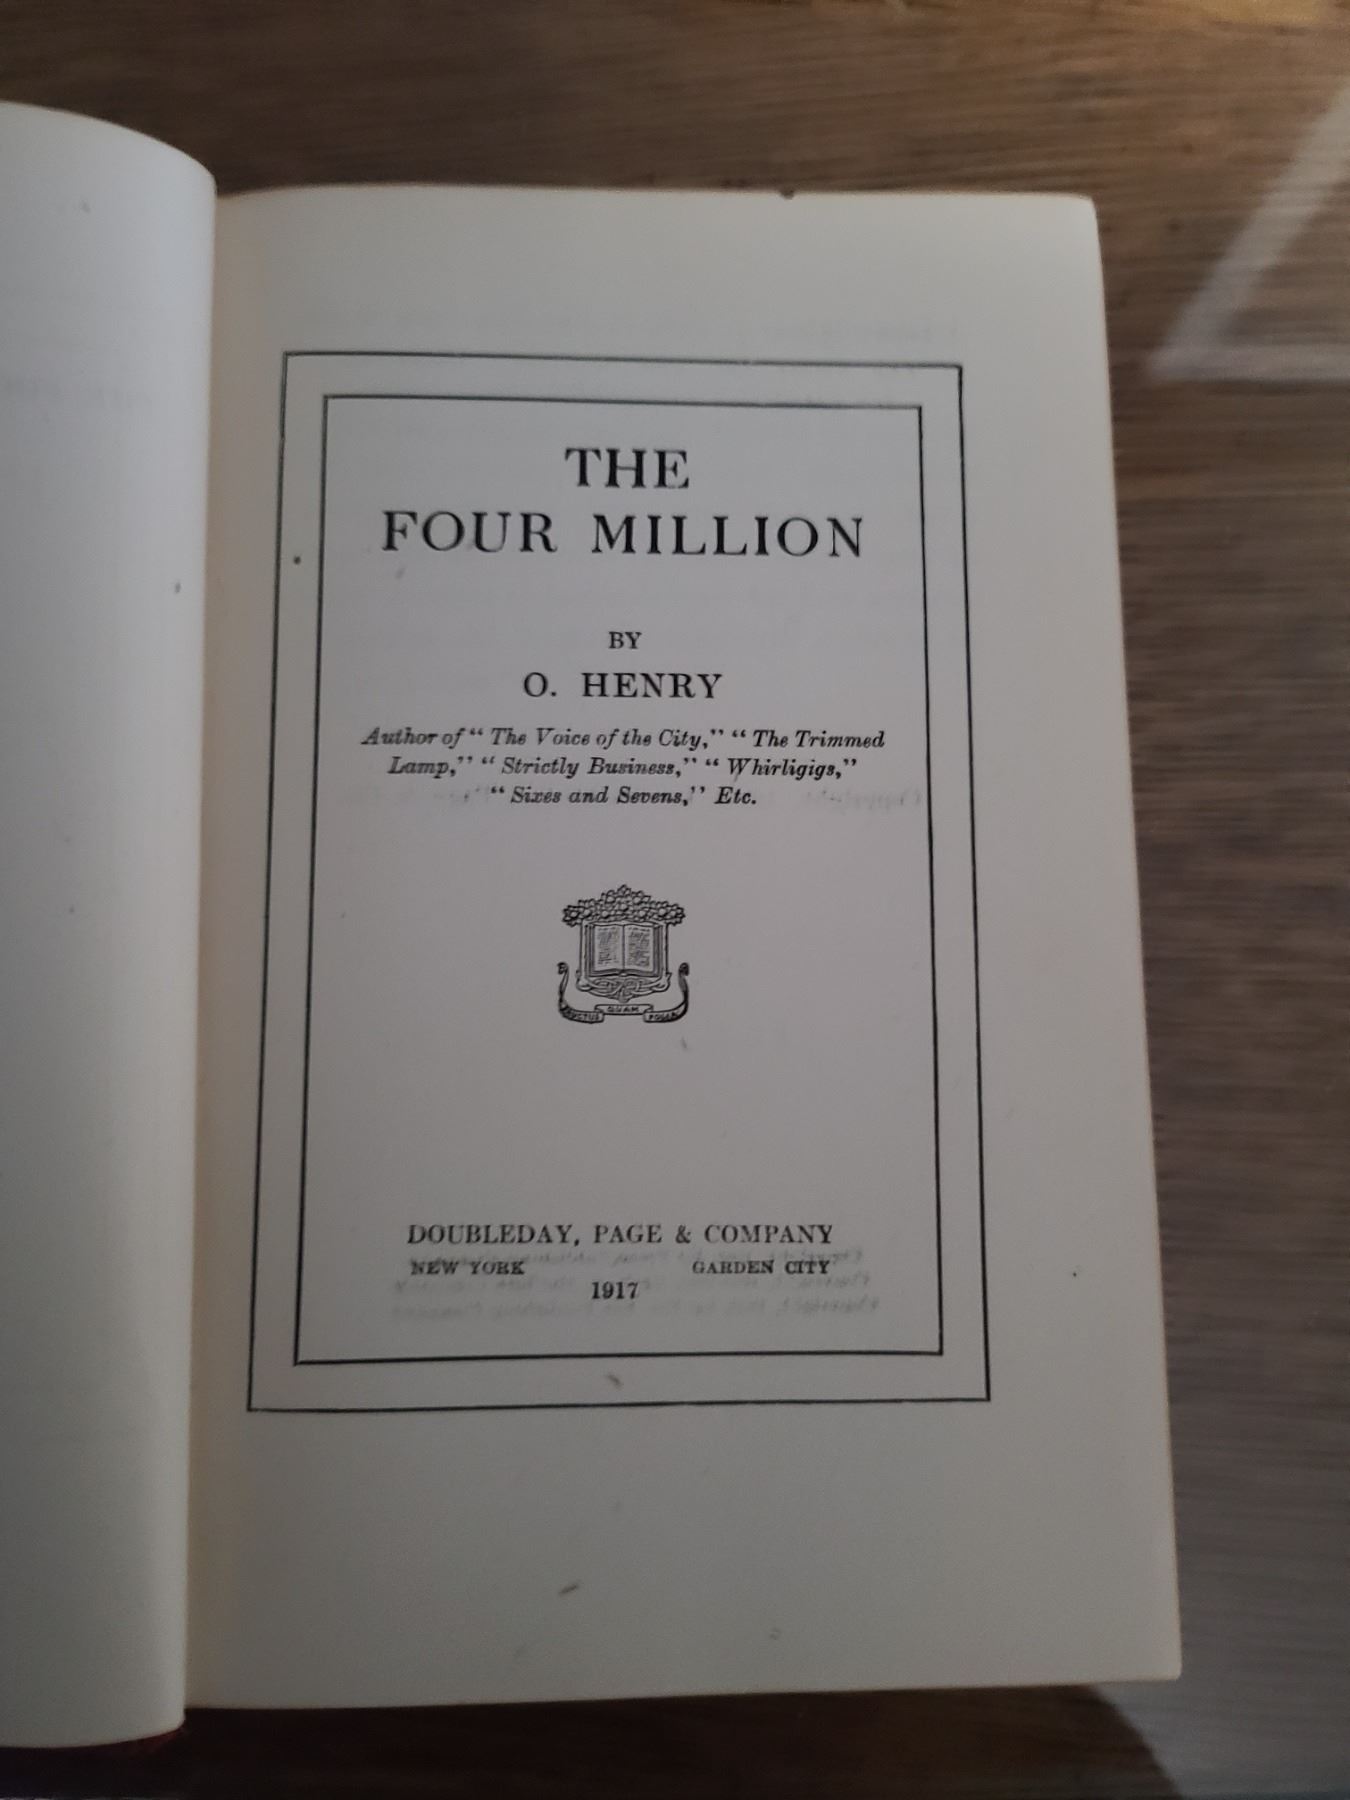 THE
FOUR MILLION
BY
O. HENRY
Author of “The Voice of the City,” “The Trimmed
Lamp,” “Strictly Business,” “Whirligigs,”
“Sixes and Sevens,” Etc.
QUAM
DOUBLEDAY, PAGE & COMPANY
NEW YORK GARDEN CITY
1917